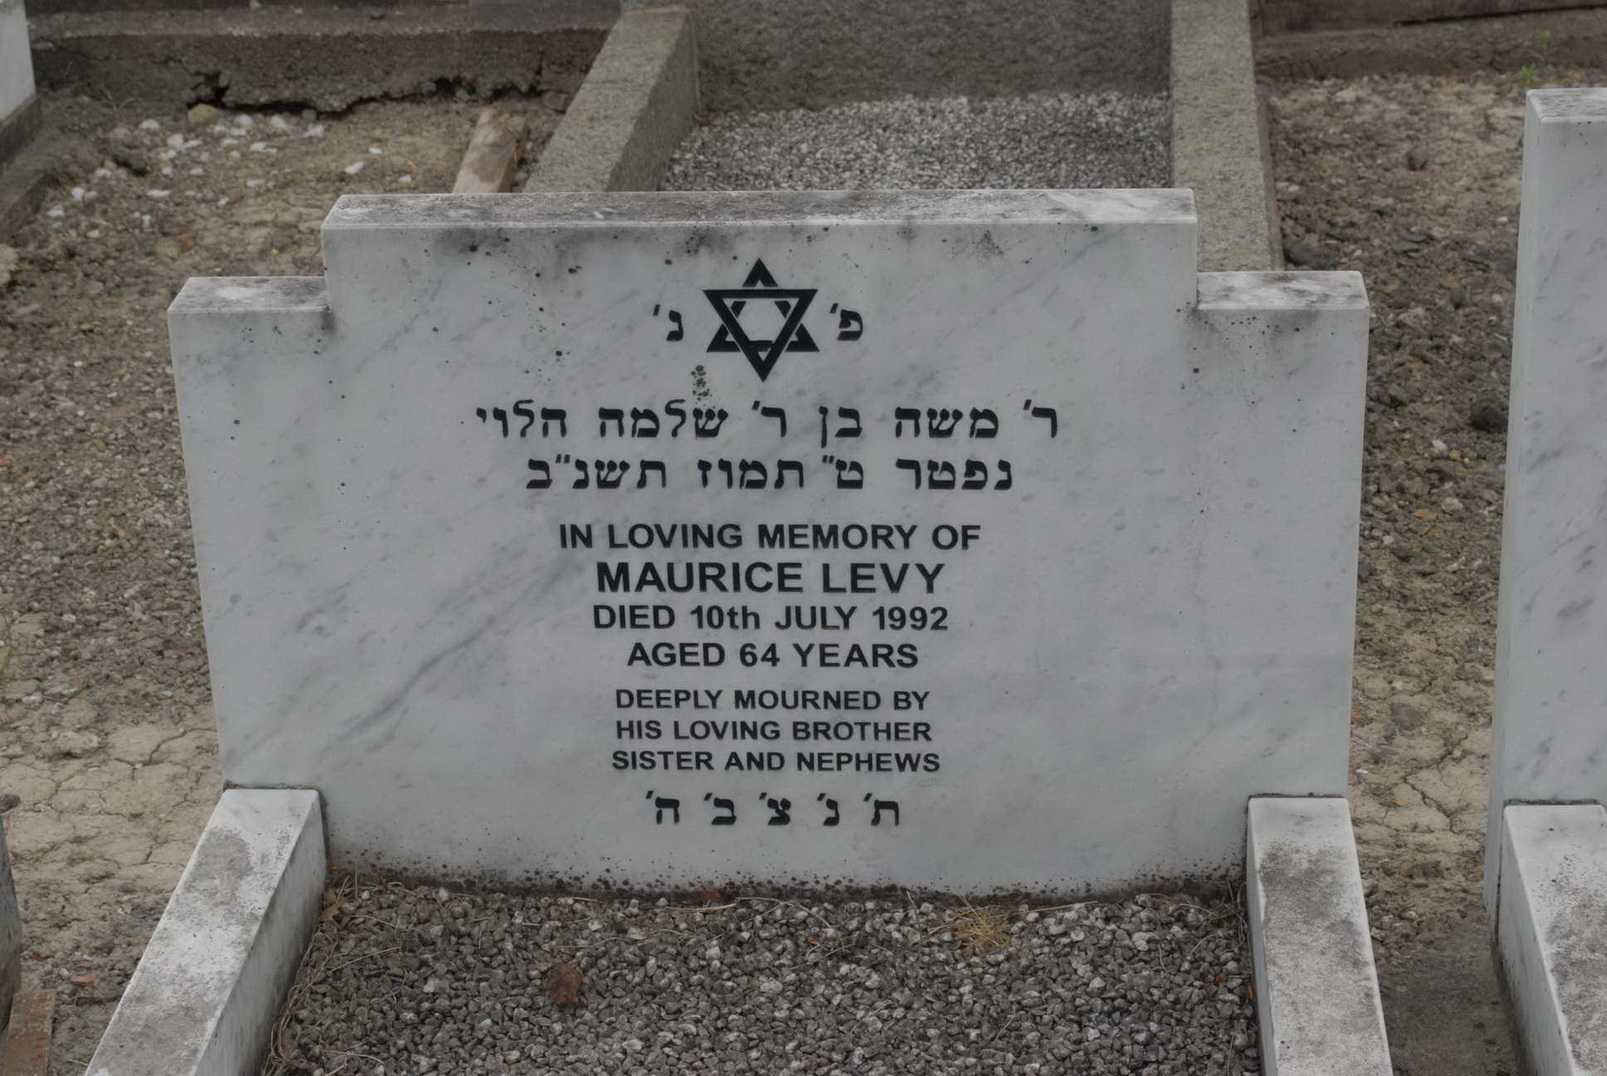 פ׳ נ׳
ר׳ משה בן ר׳ שלמה הלוי
נפטר ט״ תמוז תשנ״ב
IN LOVING MEMORY OF
MAURICE LEVY
DIED 10th JULY 1992
AGED 64 YEARS
DEEPLY MOURNED BY
HIS LOVING BROTHER
SISTER AND NEPHEWS
ת׳ נ׳ צ׳ ב׳ ה׳